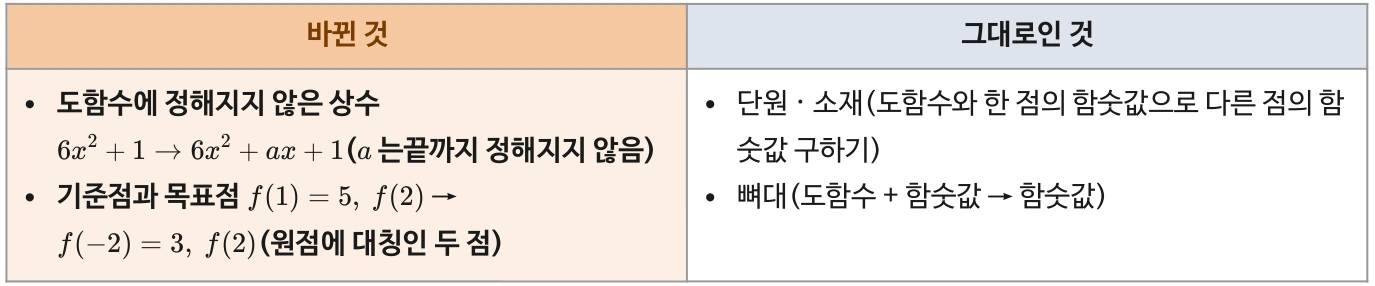 바뀐 것
그대로인 것
• 도함수에 정해지지 않은 상수
6x² + 1 → 6x² + ax + 1(a 는끝까지 정해지지 않음)
• 기준점과 목표점 f(1) = 5, f(2) →
f(−2) = 3, f(2)(원점에 대칭인 두 점)
• 단원 · 소재(도함수와 한 점의 함숫값으로 다른 점의 함
숫값 구하기)
• 뼈대(도함수 + 함숫값 → 함숫값)